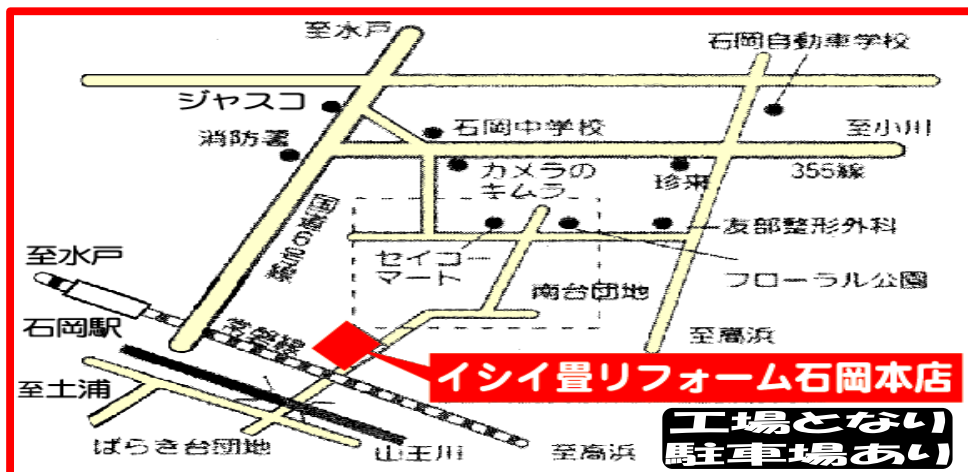 至水戸
石岡自動車学校
ジャスコ
消防署
石岡中学校
至小川
カメラの
キムラ
珍来
355線
国道6号線
至水戸
セイコー
マート
友部整形外科
フローラル公園
南台団地
石岡駅
常磐線
至高浜
イシイ畳リフォーム石岡本店
至土浦
ばらき台団地
山王川
至高浜
工場となり
駐車場あり